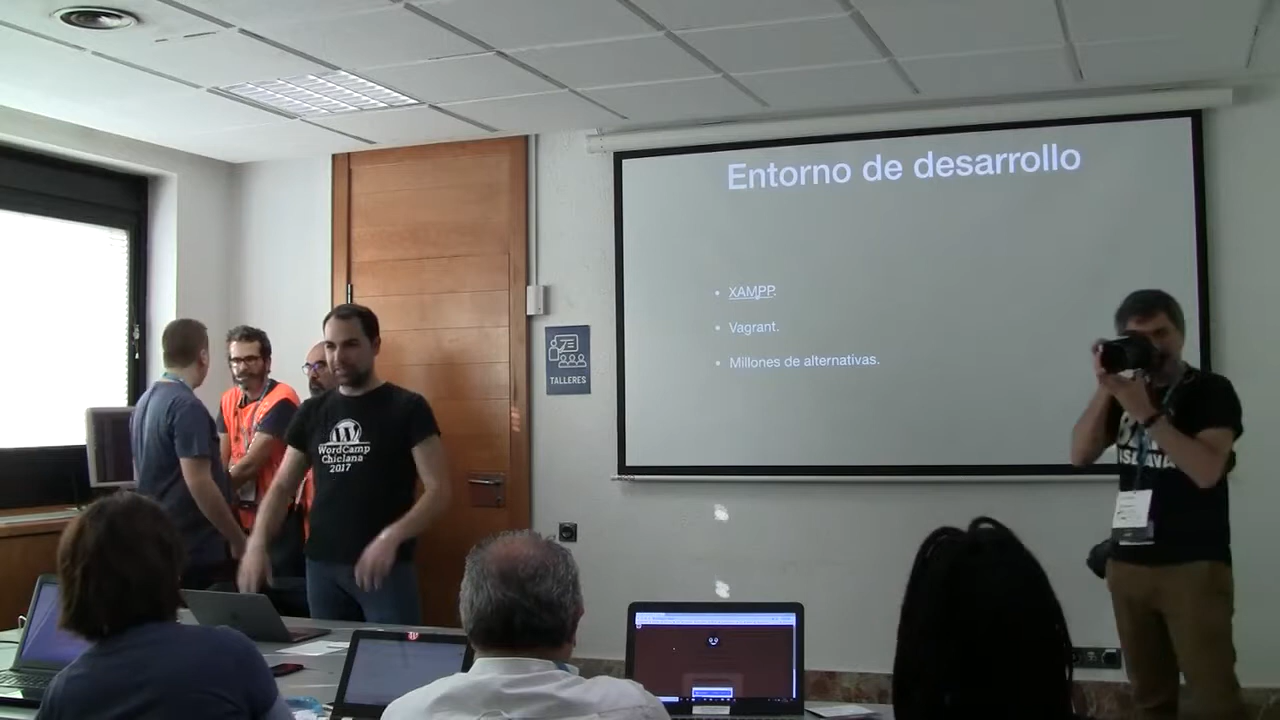 Entorno de desarrollo
• XAMPP.
• Vagrant.
• Millones de alternativas.
TALLERES
WordCamp
Chiclana
2017